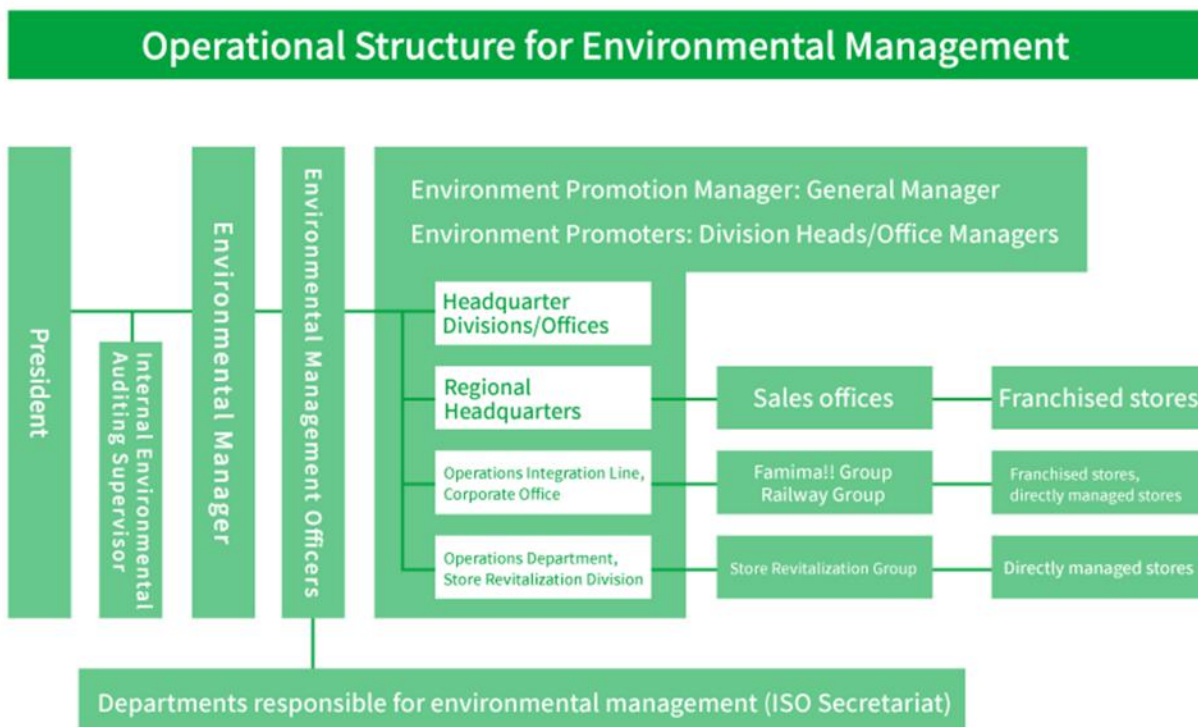 Operational Structure for Environmental Management
President
Internal Environmental
Auditing Supervisor
Environmental Manager
Environmental Management Officers
Environment Promotion Manager: General Manager
Environment Promoters: Division Heads/Office Managers
Headquarter
Divisions/Offices
Regional
Headquarters
Sales offices
Franchised stores
Operations Integration Line,
Corporate Office
Famima!! Group
Railway Group
Franchised stores,
directly managed stores
Operations Department,
Store Revitalization Division
Store Revitalization Group
Directly managed stores
Departments responsible for environmental management (ISO Secretariat)